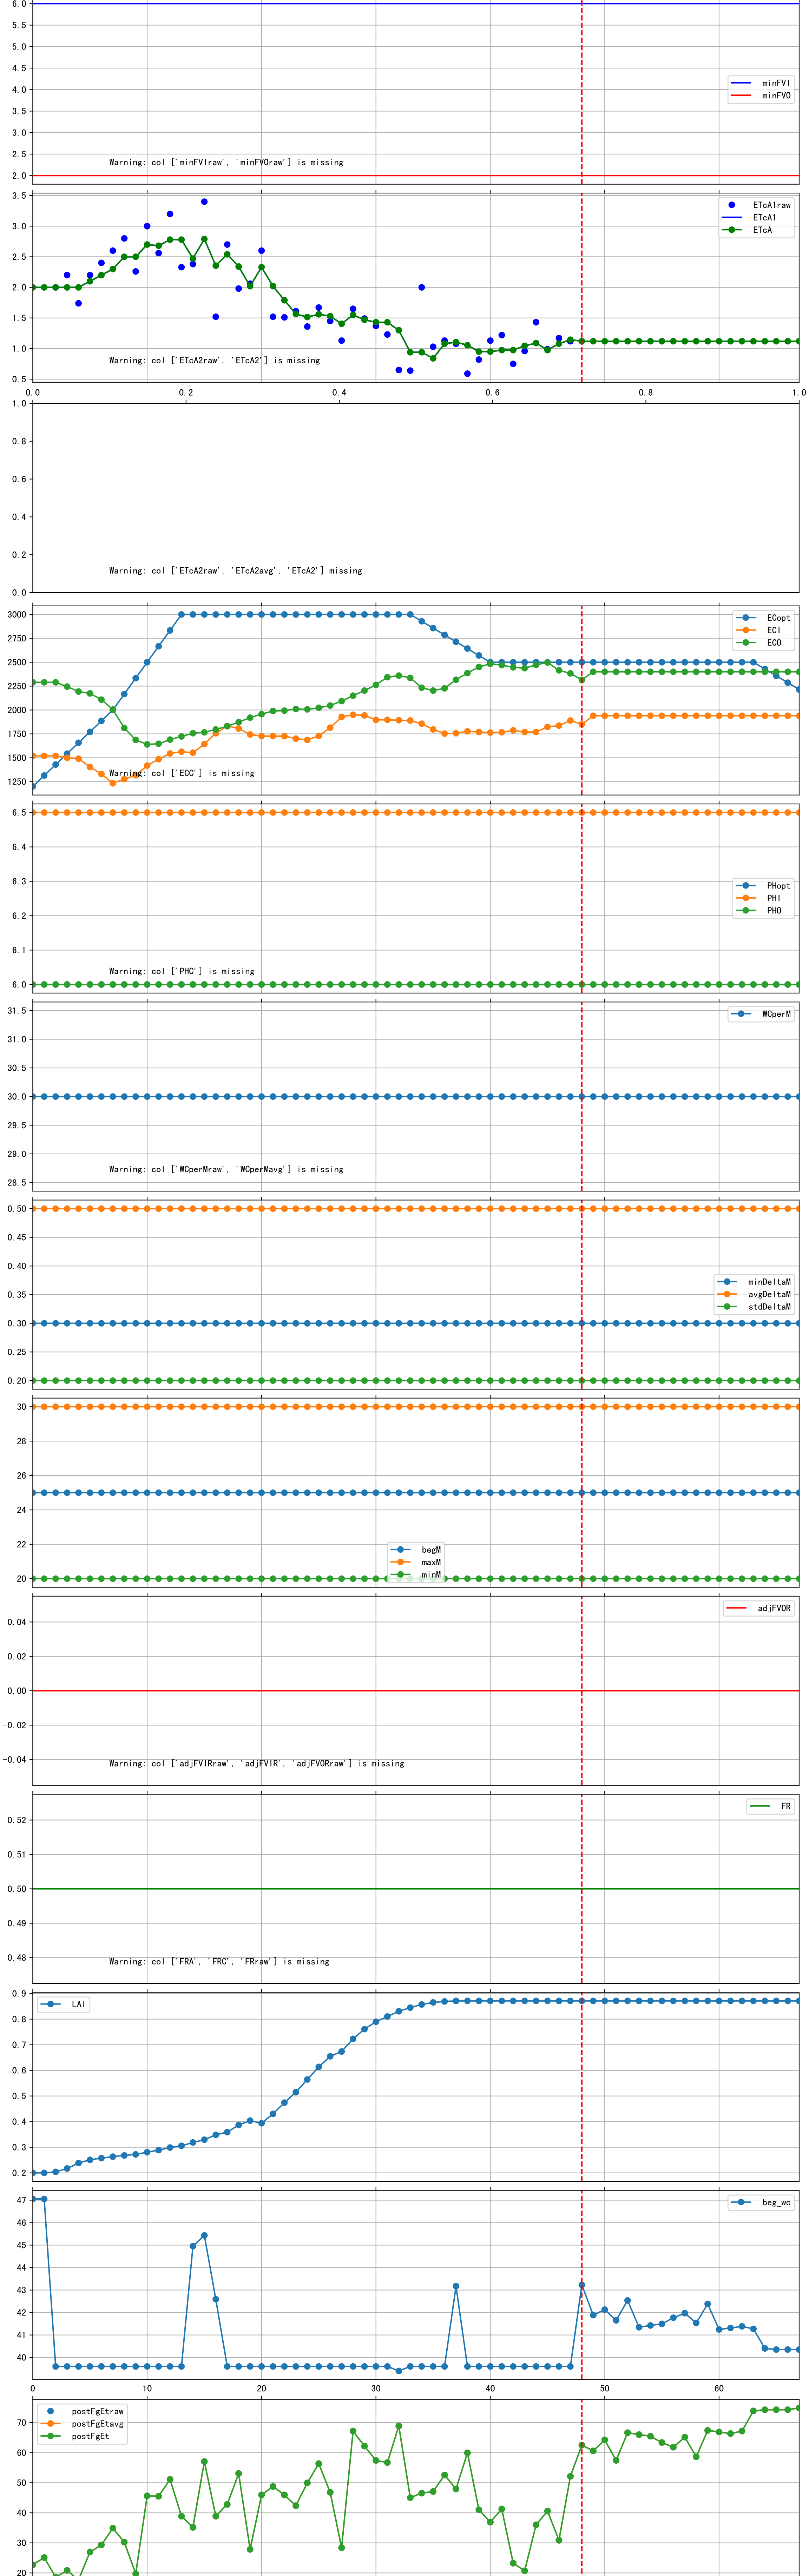 6.0
5.5
5.0
4.5
4.0
3.5
3.0
2.5
2.0
minFVI
minFVO
Warning: col ['minFVIraw', 'minFVOraw'] is missing
3.5
3.0
2.5
2.0
1.5
1.0
0.5
ETcA1raw
ETcA1
ETcA
Warning: col ['ETcA2raw', 'ETcA2'] is missing
0.0 0.2 0.4 0.6 0.8 1.0
1.0
0.8
0.6
0.4
0.2
0.0
Warning: col ['ETcA2raw', 'ETcA2avg', 'ETcA2'] missing
3000
2750
2500
2250
2000
1750
1500
1250
ECopt
ECI
ECO
Warning: col ['ECC'] is missing
6.5
6.4
6.3
6.2
6.1
6.0
PHopt
PHI
PHO
Warning: col ['PHC'] is missing
31.5
31.0
30.5
30.0
29.5
29.0
28.5
WCperM
Warning: col ['WCperMraw', 'WCperMavg'] is missing
0.50
0.45
0.40
0.35
0.30
0.25
0.20
minDeltaM
avgDeltaM
stdDeltaM
30
28
26
24
22
20
begM
maxM
minM
0.04
0.02
0.00
−0.02
−0.04
adjFVOR
Warning: col ['adjFVIRraw', 'adjFVIR', 'adjFVORraw'] is missing
0.52
0.51
0.50
0.49
0.48
FR
Warning: col ['FRA', 'FRC', 'FRraw'] is missing
0.9
0.8
0.7
0.6
0.5
0.4
0.3
0.2
LAI
47
46
45
44
43
42
41
40
beg_wc
0 10 20 30 40 50 60
70
60
50
40
30
20
postFgEtraw
postFgEtavg
postFgEt